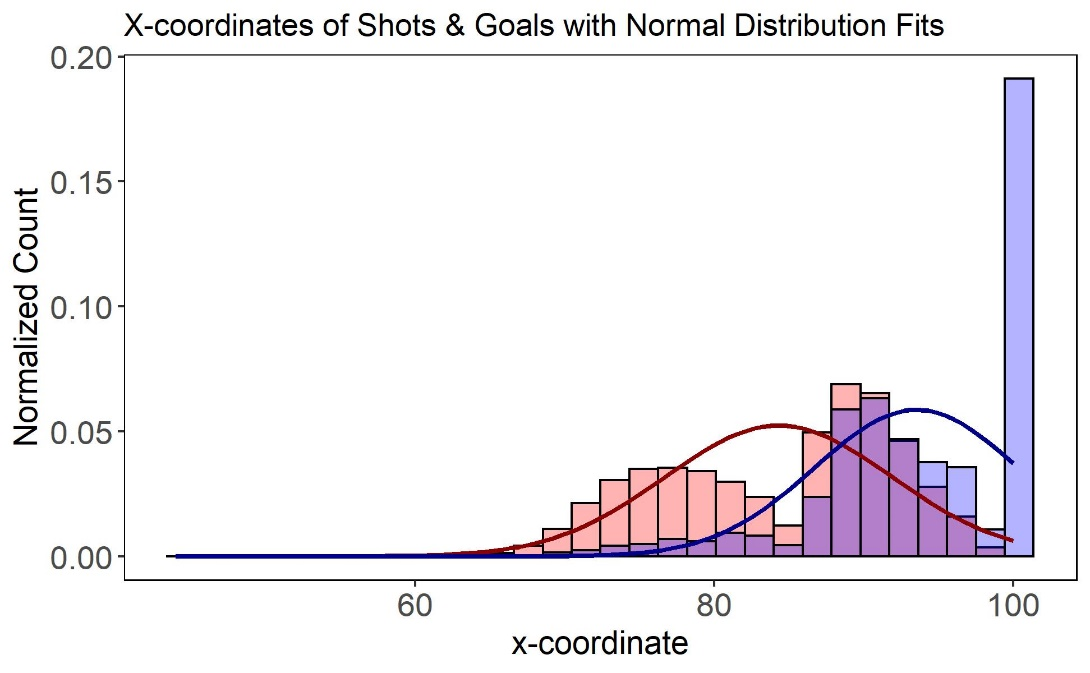 X-coordinates of Shots & Goals with Normal Distribution Fits
Normalized Count
0.20
0.15
0.10
0.05
0.00
60 80 100
x-coordinate